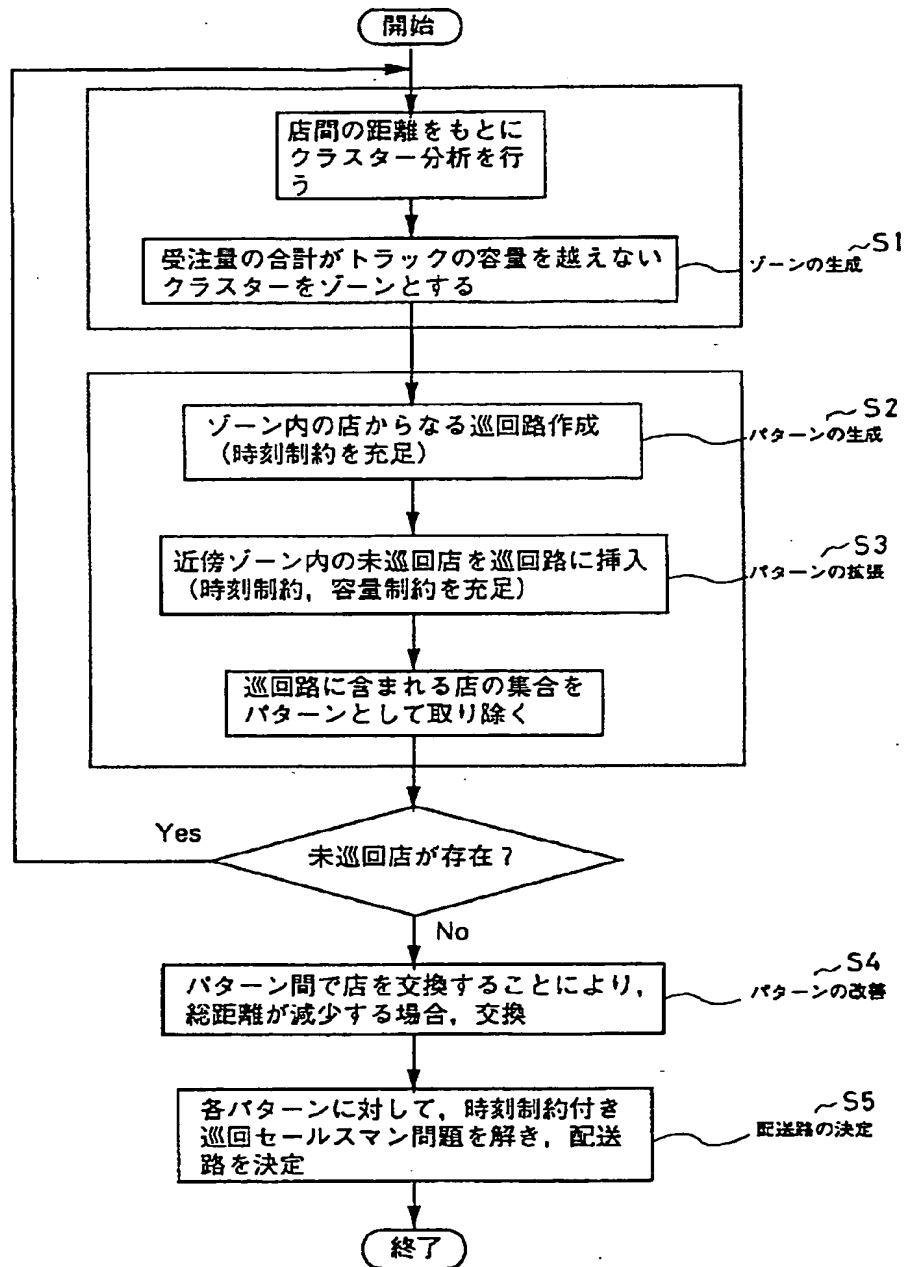 開始
店間の距離をもとに
クラスター分析を行
う
受注量の合計がトラックの容量を越えない
クラスターをゾーンとする
S1
ゾーンの生成
ゾーン内の店からなる巡回路作成
(時刻制約を充足)
S2
パターンの生成
近傍ゾーン内の未巡回店を巡回路に挿入
(時刻制約,容量制約を充足)
S3
パターンの拡張
巡回路に含まれる店の集合を
パターンとして取り除く
Yes
未巡回店が存在?
No
パターン間で店を交換することにより,
総距離が減少する場合,交換
S4
パターンの改善
各パターンに対して,時刻制約付き
巡回セールスマン問題を解き,配送
路を決定
S5
配送路の決定
終了